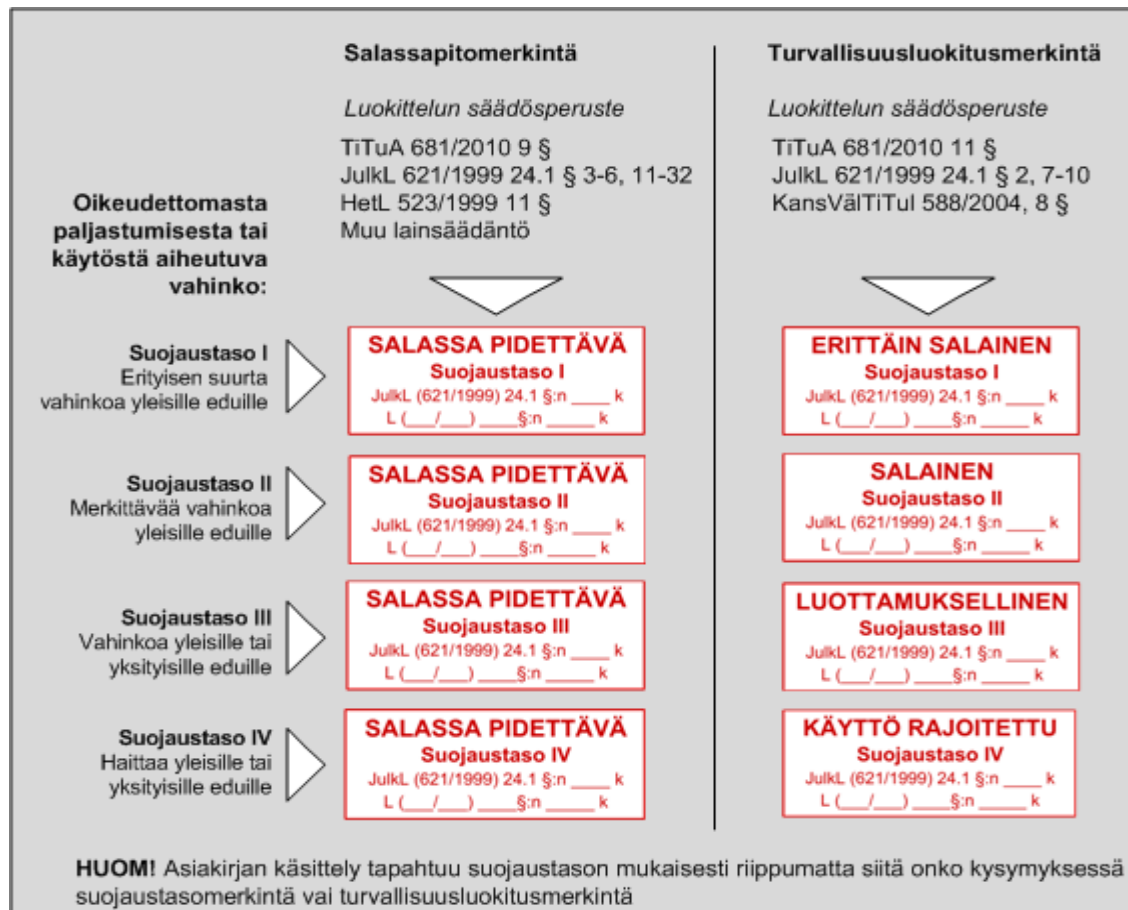 Salassapitomerkintä
Luokittelun säädösperuste
TiTuA 681/2010 9 §
JulkL 621/1999 24.1 § 3-6, 11-32
HetL 523/1999 11 §
Muu lainsäädäntö
Turvallisuusluokitusmerkintä
Luokittelun säädösperuste
TiTuA 681/2010 11 §
JulkL 621/1999 24.1 § 2, 7-10
KansVälTiTul 588/2004, 8 §
Oikeudettomasta
paljastumisesta tai
käytöstä aiheutuva
vahinko:
Suojaustaso I
Erityisen suurta
vahinkoa yleisille eduille
SALASSA PIDETTÄVÄ
Suojaustaso I
JulkL (621/1999) 24.1 §:n ____ k
L (___/___) ____§:n ____ k
ERITTÄIN SALAINEN
Suojaustaso I
JulkL (621/1999) 24.1 §:n ____ k
L (___/___) ____§:n ____ k
Suojaustaso II
Merkittävää vahinkoa
yleisille eduille
SALASSA PIDETTÄVÄ
Suojaustaso II
JulkL (621/1999) 24.1 §:n ____ k
L (___/___) ____§:n ____ k
SALAINEN
Suojaustaso II
JulkL (621/1999) 24.1 §:n ____ k
L (___/___) ____§:n ____ k
Suojaustaso III
Vahinkoa yleisille tai
yksityisille eduille
SALASSA PIDETTÄVÄ
Suojaustaso III
JulkL (621/1999) 24.1 §:n ____ k
L (___/___) ____§:n ____ k
LUOTTAMUKSELLINEN
Suojaustaso III
JulkL (621/1999) 24.1 §:n ____ k
L (___/___) ____§:n ____ k
Suojaustaso IV
Haittaa yleisille tai
yksityisille eduille
SALASSA PIDETTÄVÄ
Suojaustaso IV
JulkL (621/1999) 24.1 §:n ____ k
L (___/___) ____§:n ____ k
KÄYTTÖ RAJOITETTU
Suojaustaso IV
JulkL (621/1999) 24.1 §:n ____ k
L (___/___) ____§:n ____ k
HUOM! Asiakirjan käsittely tapahtuu suojaustason mukaisesti riippumatta siitä onko kysymyksessä
suojaustasomerkintä vai turvallisuusluokitusmerkintä